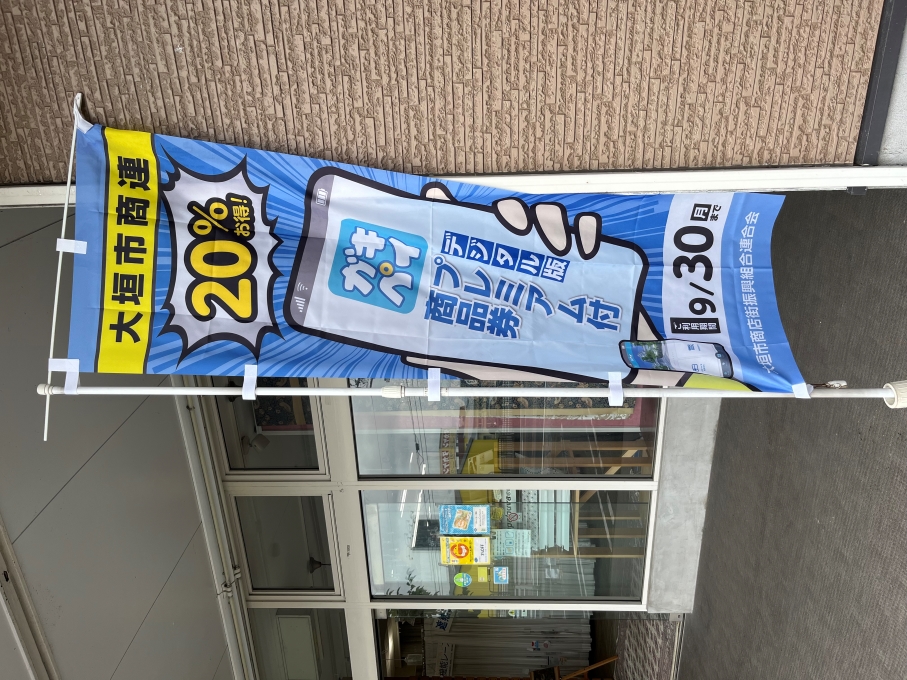 大垣市商連
20%
お得!!
ガキ
ペイ
デジタル版
プレミアム付
商品券
ご利用期間
9/30月まで
大垣市商店街振興組合連合会